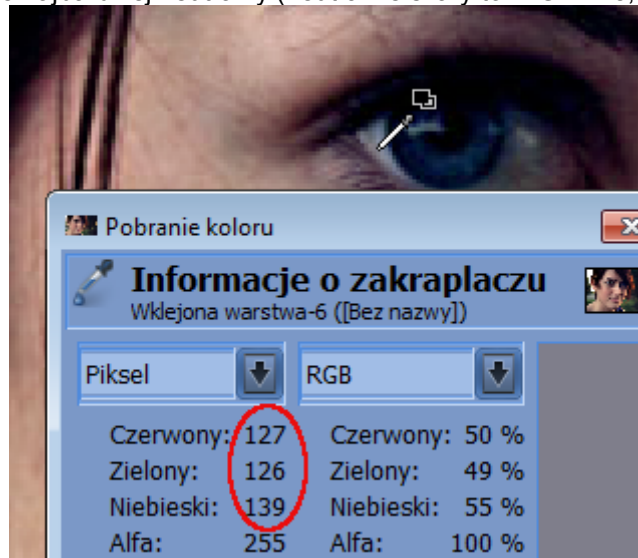 Pobranie koloru
Informacje o zakraplaczu
Wklejona warstwa-6 ([Bez nazwy])
Piksel RGB
Czerwony: 127 Czerwony: 50 %
Zielony: 126 Zielony: 49 %
Niebieski: 139 Niebieski: 55 %
Alfa: 255 Alfa: 100 %